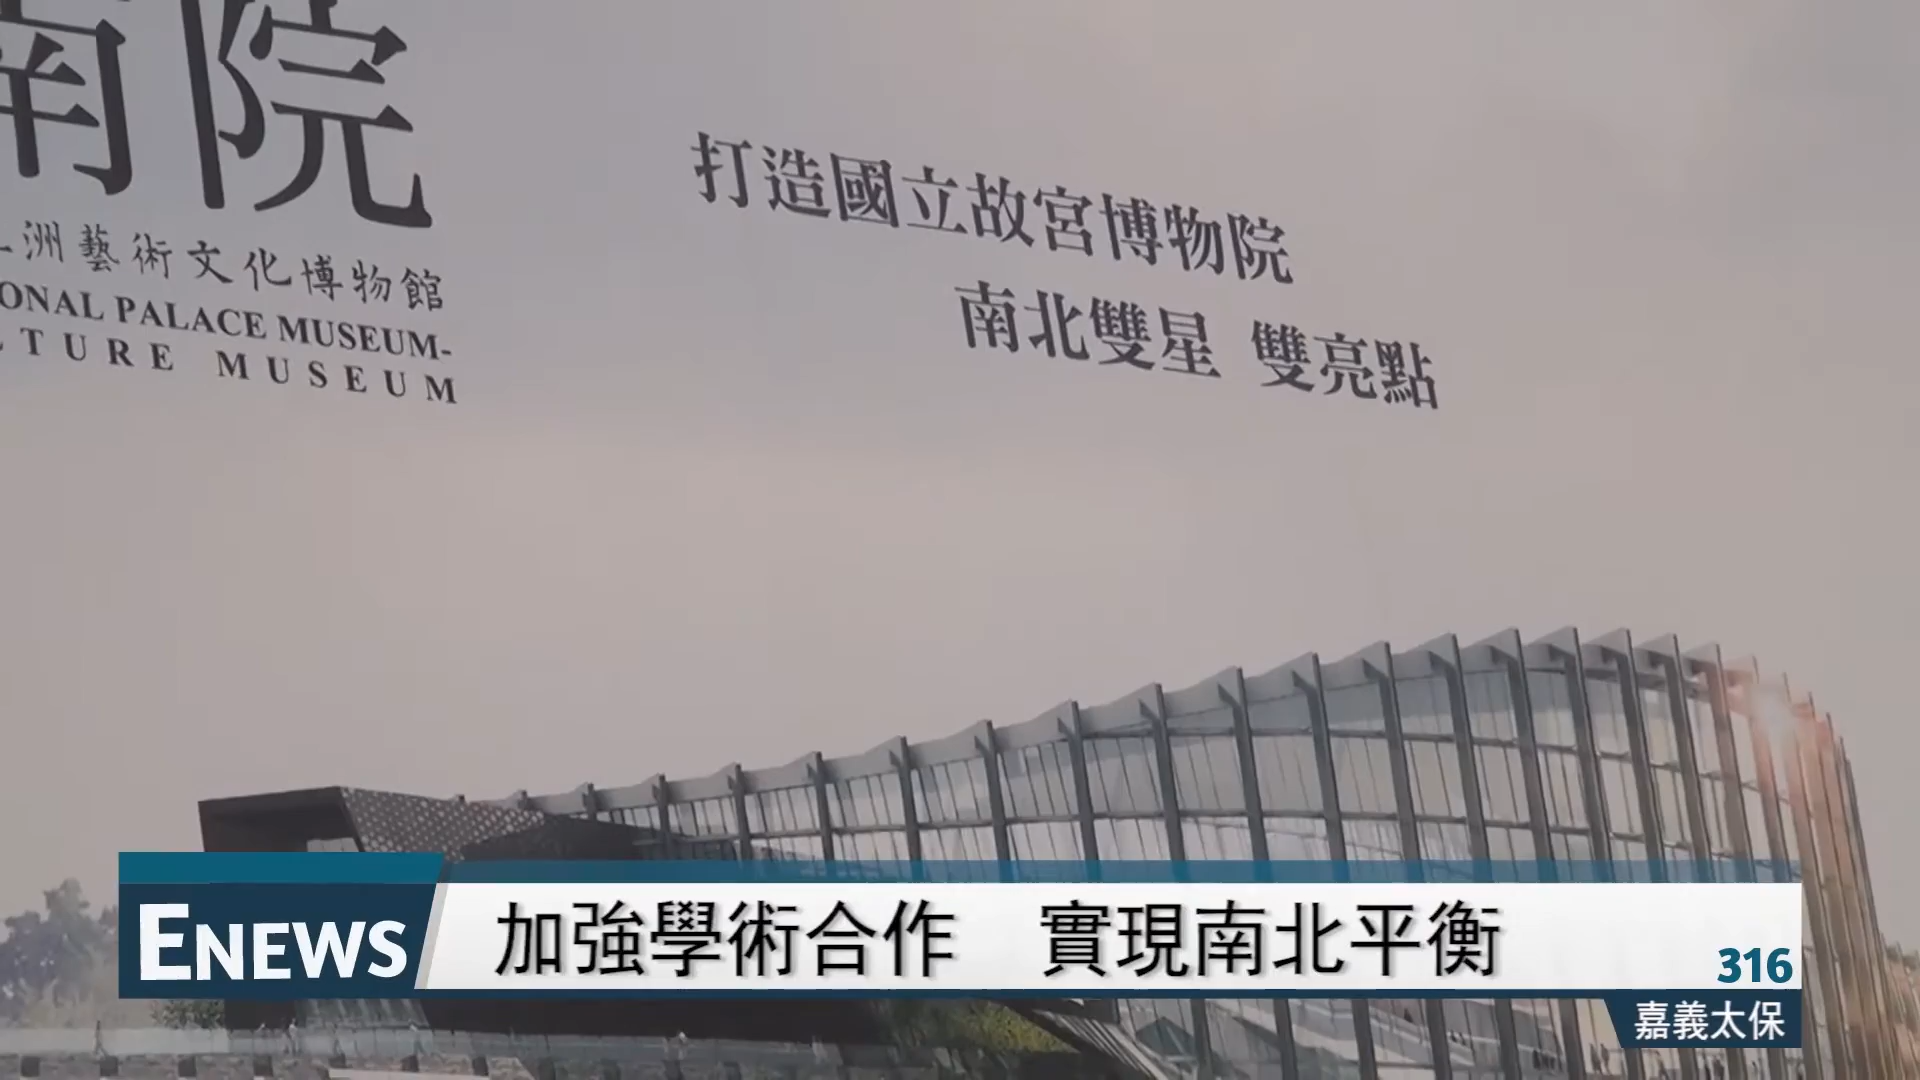 南院
洲藝術文化博物館
ONAL PALACE MUSEUM-
TURE MUSEUM
打造國立故宮博物院
南北雙星 雙亮點
ENEWS
加強學術合作 實現南北平衡
316
嘉義太保